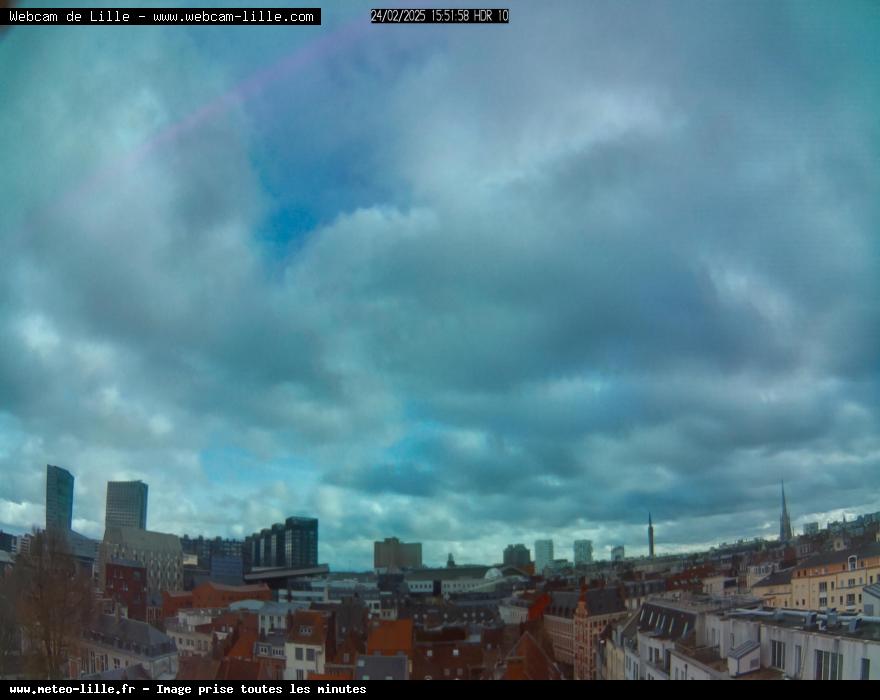 Webcam de Lille - www.webcam-lille.com
24/02/2025 15:51:58 HDR 10
www.meteo-lille.fr - Image prise toutes les minutes